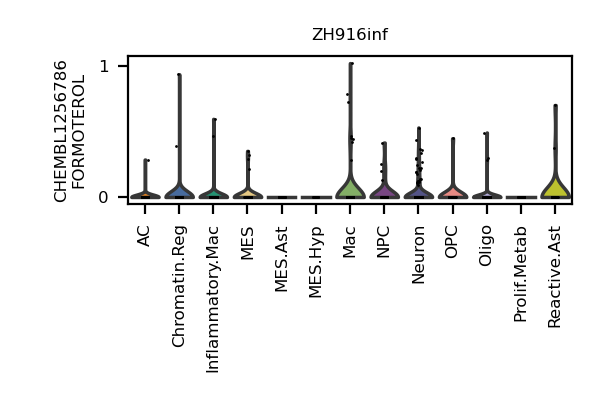 ZH916inf
CHEMBL1256786
FORMOTEROL
1
0
AC
Chromatin.Reg
Inflammatory.Mac
MES
MES.Ast
MES.Hyp
Mac
NPC
Neuron
OPC
Oligo
Prolif.Metab
Reactive.Ast